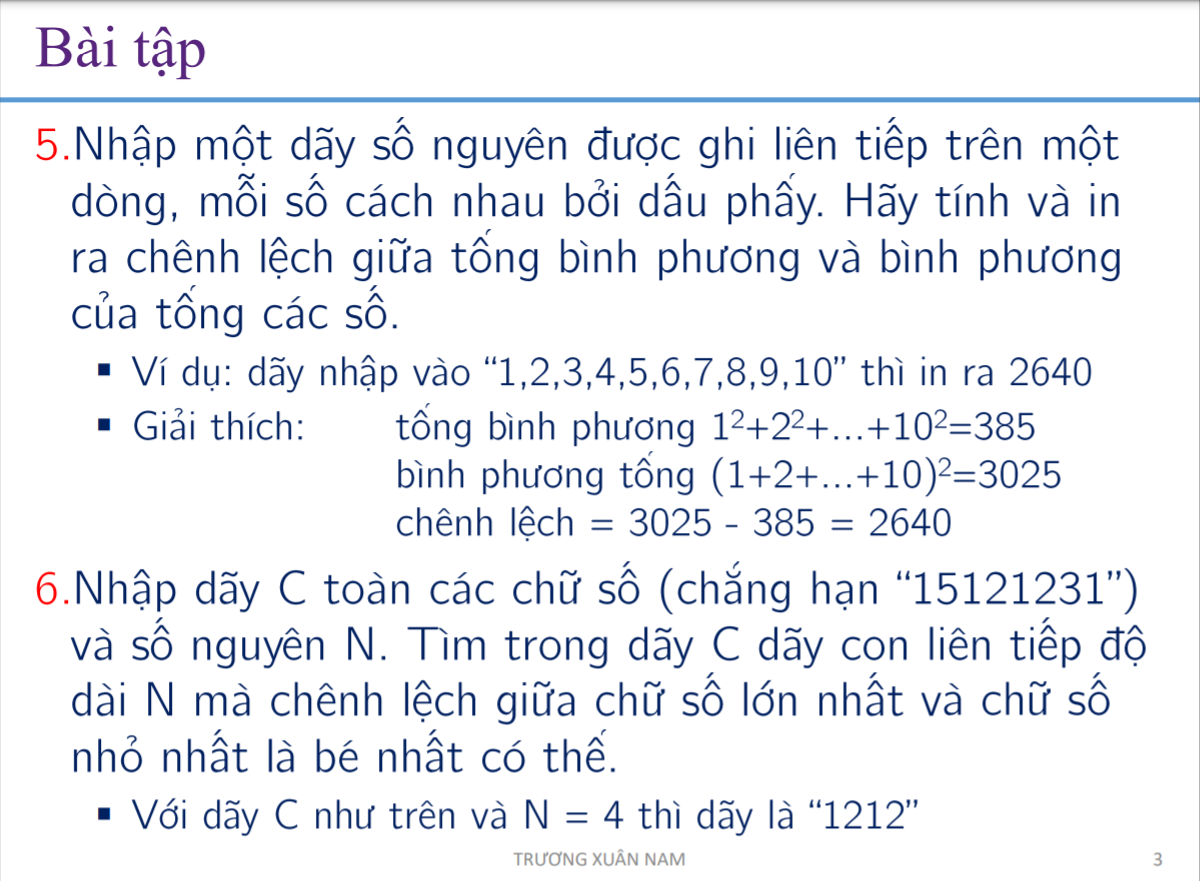 Bài tập
5.Nhập một dãy số nguyên được ghi liên tiếp trên một
dòng, mỗi số cách nhau bởi dấu phẩy. Hãy tính và in
ra chênh lệch giữa tổng bình phương và bình phương
của tổng các số.
▪ Ví dụ: dãy nhập vào “1,2,3,4,5,6,7,8,9,10” thì in ra 2640
▪ Giải thích: tổng bình phương 1²+2²+...+10²=385
bình phương tổng (1+2+...+10)²=3025
chênh lệch = 3025 - 385 = 2640
6.Nhập dãy C toàn các chữ số (chẳng hạn “15121231”)
và số nguyên N. Tìm trong dãy C dãy con liên tiếp độ
dài N mà chênh lệch giữa chữ số lớn nhất và chữ số
nhỏ nhất là bé nhất có thể.
▪ Với dãy C như trên và N = 4 thì dãy là “1212”
TRƯƠNG XUÂN NAM 3